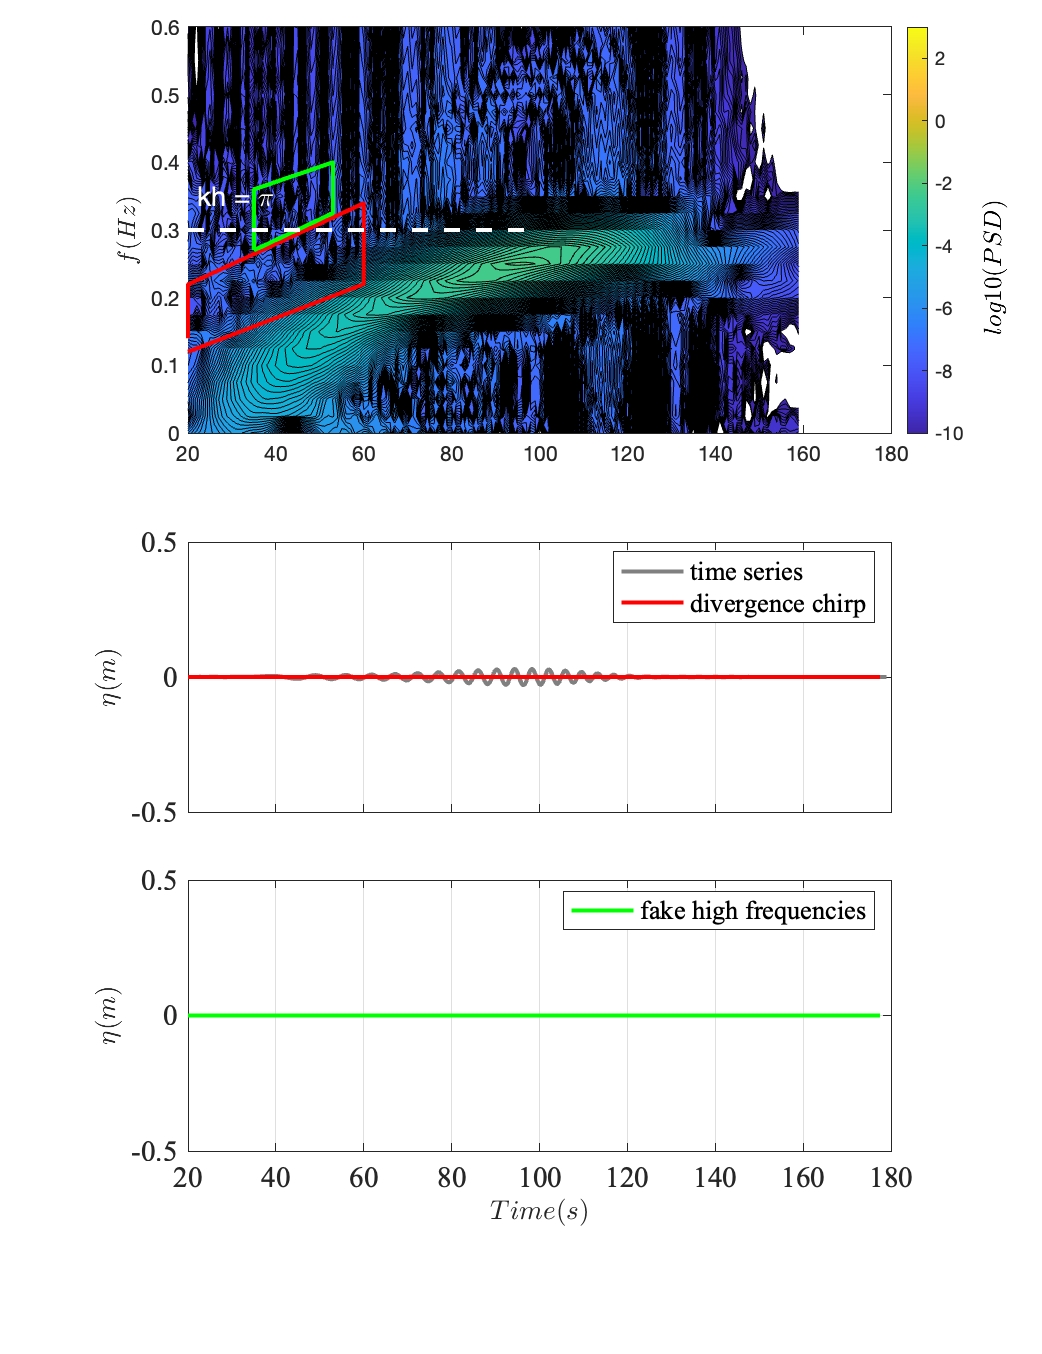 0.6
0.5
0.4
0.3
0.2
0.1
0
f(Hz)
kh = π
20 40 60 80 100 120 140 160 180
2
0
-2
-4
-6
-8
-10
log10(PSD)
0.5
0
-0.5
η(m)
time series
divergence chirp
0.5
0
-0.5
η(m)
fake high frequencies
20 40 60 80 100 120 140 160 180
Time(s)